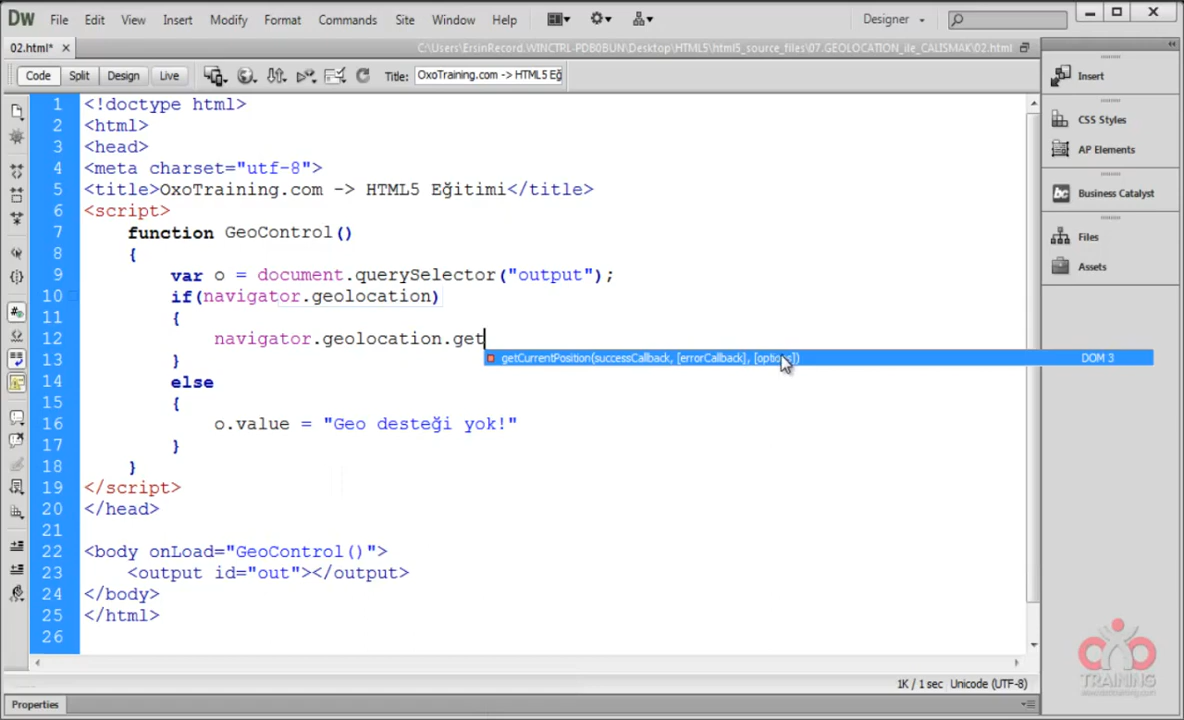 Dw File Edit View Insert Modify Format Commands Site Window Help Designer
02.html* C:\Users\ErsinRecord.WINCTRL-PDB0BUN\Desktop\HTML5\html5_source_files\07.GEOLOCATION_ile_CALISMAK\02.html
Code Split Design Live Title: OxoTraining.com -> HTML5 Eğ
1 <!doctype html>
2 <html>
3 <head>
4 <meta charset="utf-8">
5 <title>OxoTraining.com -> HTML5 Eğitimi</title>
6 <script>
7 function GeoControl()
8 {
9 var o = document.querySelector("output");
10 if(navigator.geolocation)
11 {
12 navigator.geolocation.get
getCurrentPosition(successCallback, [errorCallback], [options]) DOM 3
13 }
14 else
15 {
16 o.value = "Geo desteği yok!"
17 }
18 }
19 </script>
20 </head>
21
22 <body onLoad="GeoControl()">
23 <output id="out"></output>
24 </body>
25 </html>
26
1K / 1 sec Unicode (UTF-8)
Properties
Insert
CSS Styles
AP Elements
bc Business Catalyst
Files
Assets
TRAINING
www.oxotraining.com